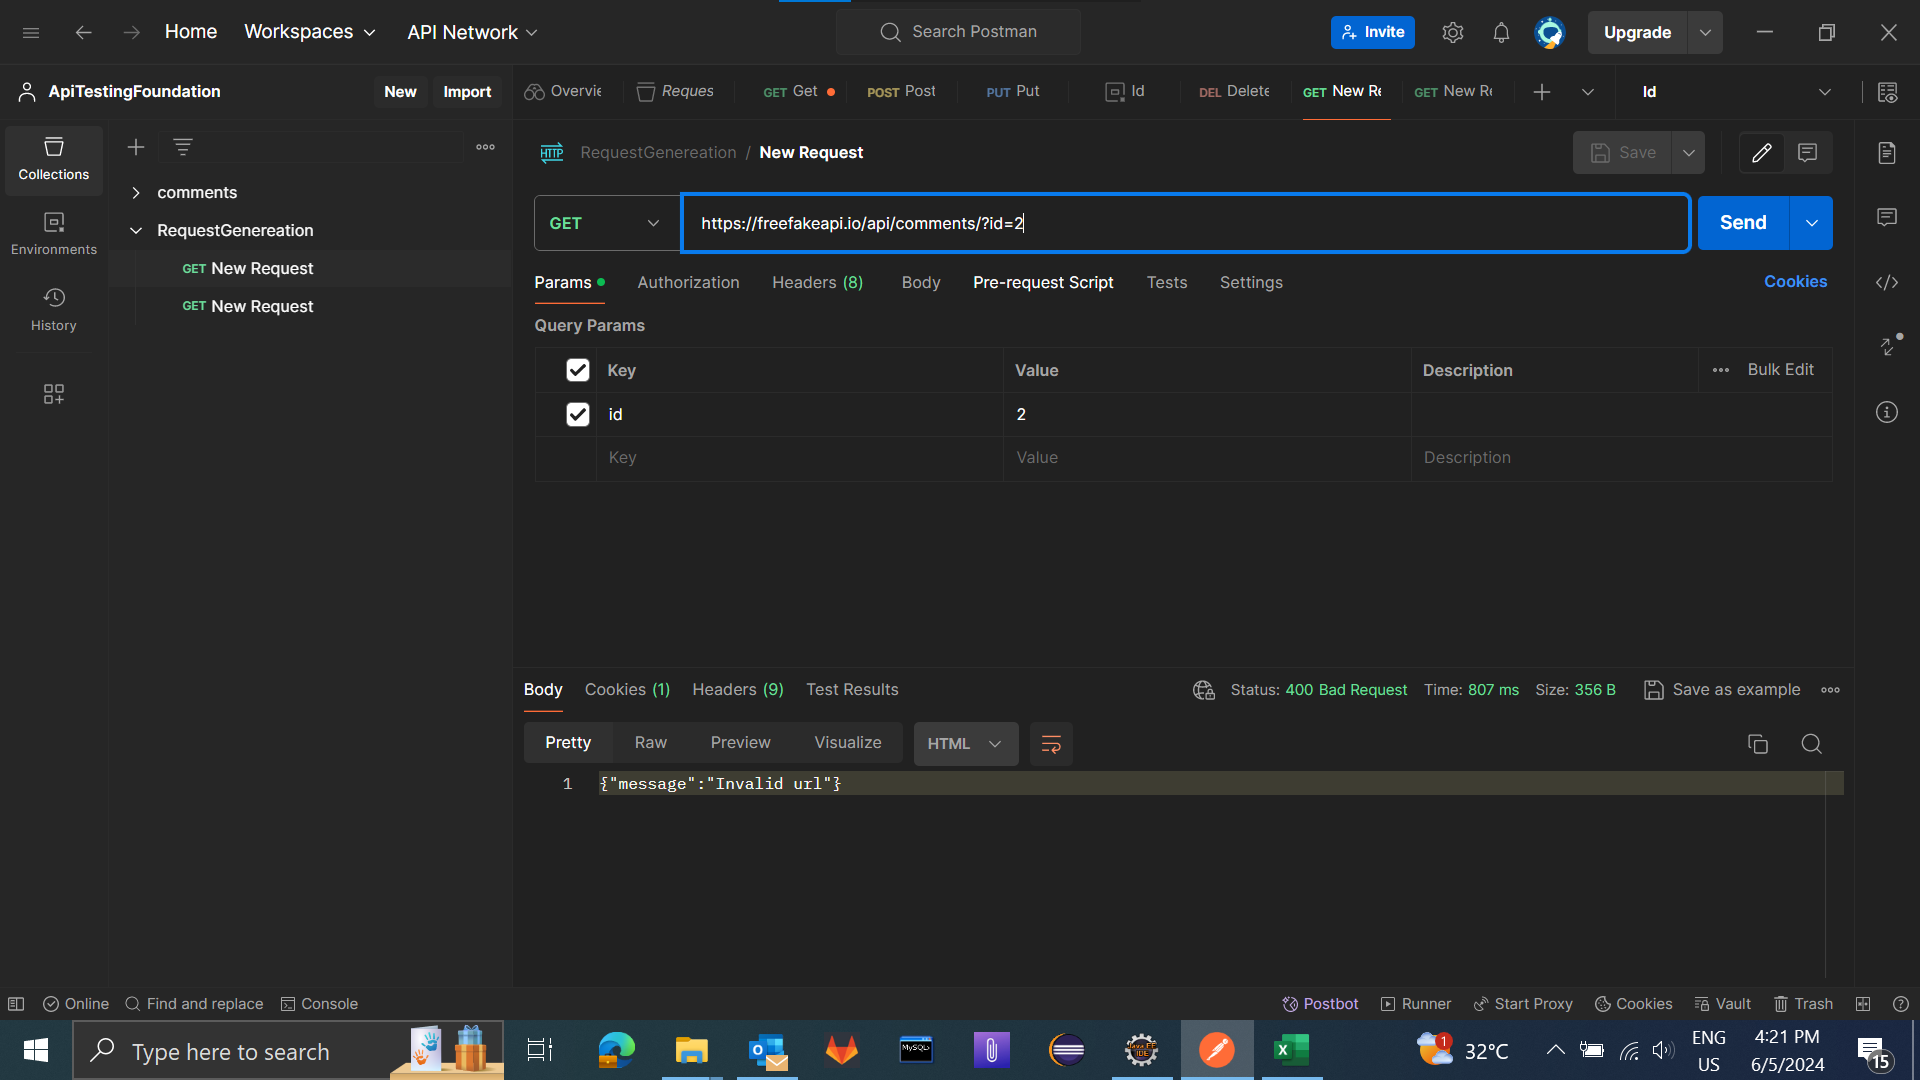 Home Workspaces API Network Search Postman Invite Upgrade
ApiTestingFoundation New Import Overvie Reques GET Get POST Post PUT Put Id DEL Delete GET New Re GET New Re Id
HTTP RequestGenereation / New Request Save
Collections
comments
RequestGenereation
GET New Request
GET New Request
Environments
History
GET https://freefakeapi.io/api/comments/?id=2 Send
Params Authorization Headers (8) Body Pre-request Script Tests Settings Cookies
Query Params
Key Value Description Bulk Edit
id 2
Key Value Description
Body Cookies (1) Headers (9) Test Results Status: 400 Bad Request Time: 807 ms Size: 356 B Save as example
Pretty Raw Preview Visualize HTML
1 {"message":"Invalid url"}
Online Find and replace Console Postbot Runner Start Proxy Cookies Vault Trash
Type here to search MySQL Java EE IDE 1 32°C ENG US 4:21 PM 6/5/2024 15